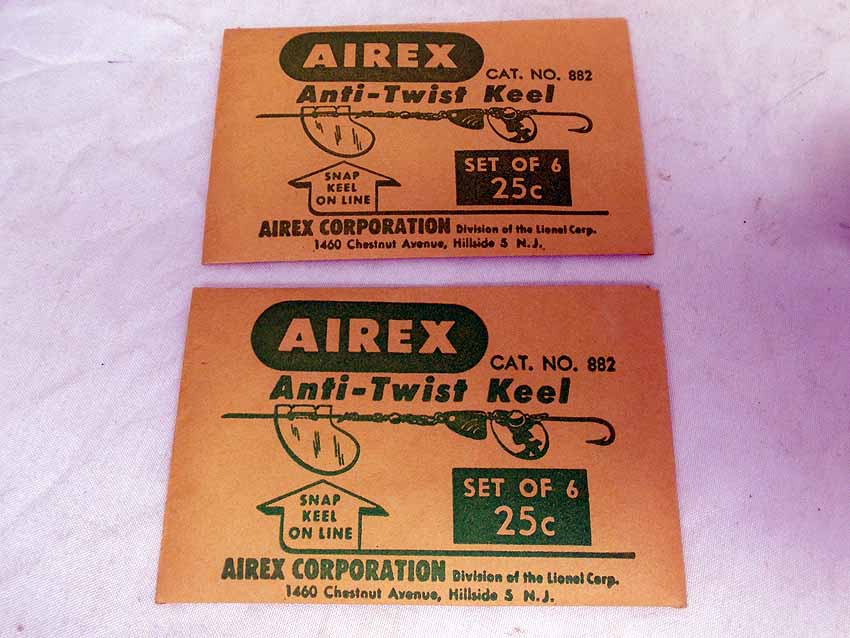 AIREX
CAT. NO. 882
Anti-Twist Keel
SNAP
KEEL
ON LINE
SET OF 6
25c
AIREX CORPORATION Division of the Lionel Corp.
1460 Chestnut Avenue, Hillside 5 N.J.
AIREX
CAT. NO. 882
Anti-Twist Keel
SNAP
KEEL
ON LINE
SET OF 6
25c
AIREX CORPORATION Division of the Lionel Corp.
1460 Chestnut Avenue, Hillside 5 N.J.